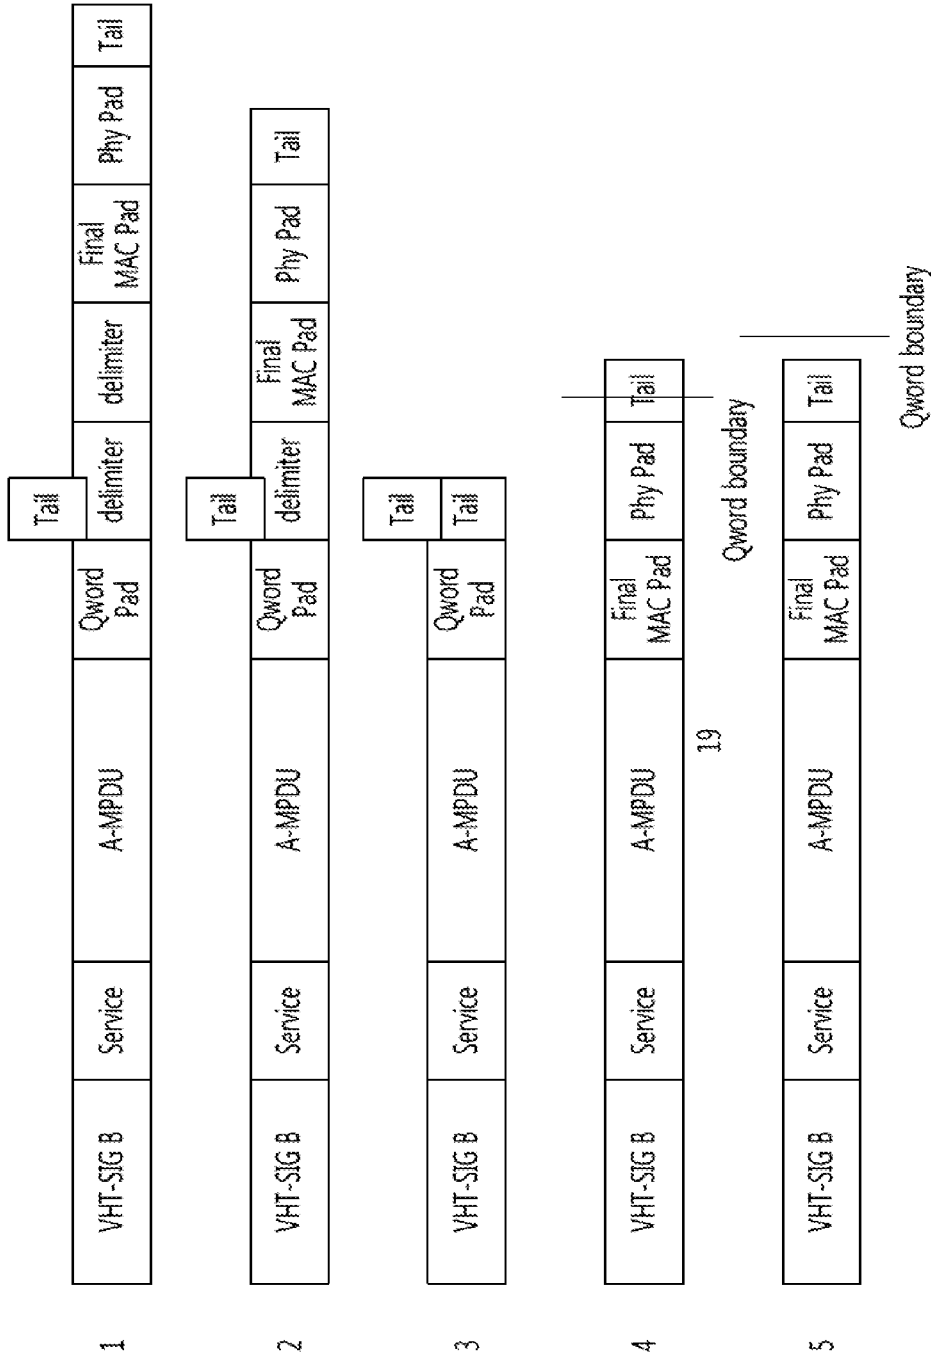 1
VHT-SIG B
Service
A-MPDU
Qword
Pad
Tail
delimiter
delimiter
Final
MAC Pad
Phy Pad
Tail
2
VHT-SIG B
Service
A-MPDU
Qword
Pad
Tail
delimiter
Final
MAC Pad
Phy Pad
Tail
3
VHT-SIG B
Service
A-MPDU
Qword
Pad
Tail
Tail
4
VHT-SIG B
Service
A-MPDU
Final
MAC Pad
Phy Pad
Tail
19
Qword boundary
5
VHT-SIG B
Service
A-MPDU
Final
MAC Pad
Phy Pad
Tail
Qword boundary